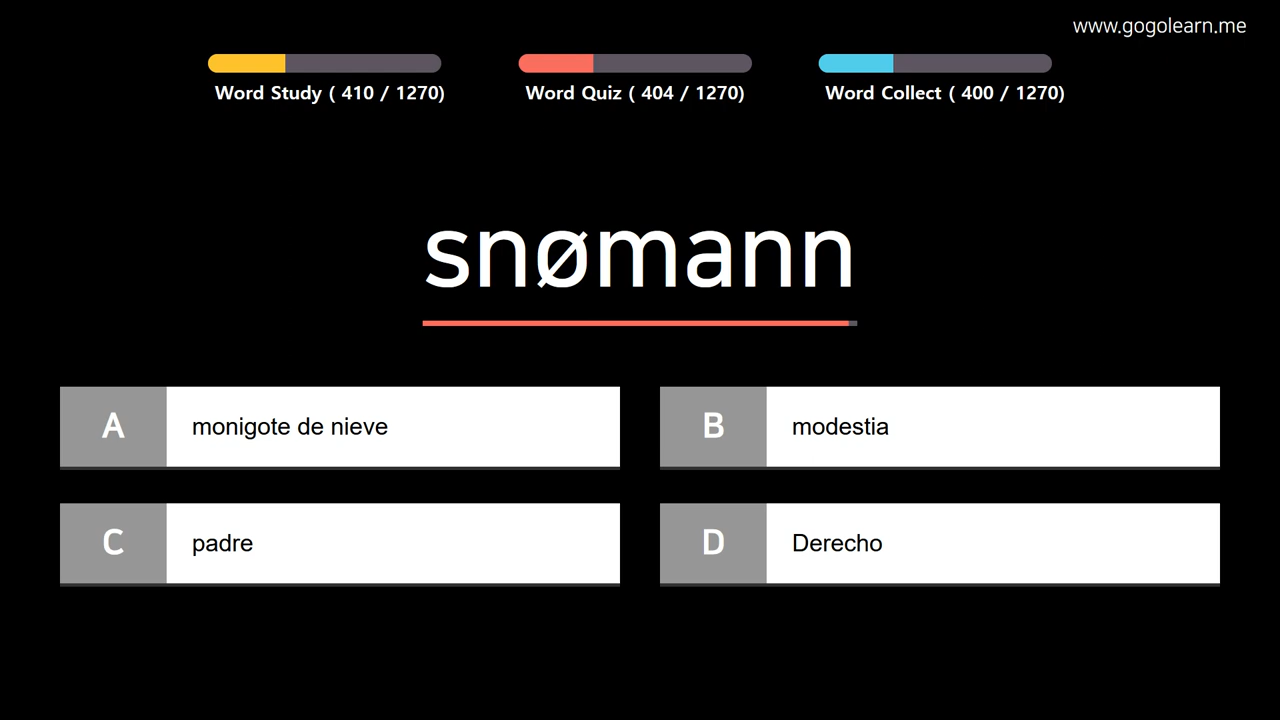 www.gogolearn.me
Word Study ( 410 / 1270)
Word Quiz ( 404 / 1270)
Word Collect ( 400 / 1270)
snømann
A monigote de nieve
B modestia
C padre
D Derecho